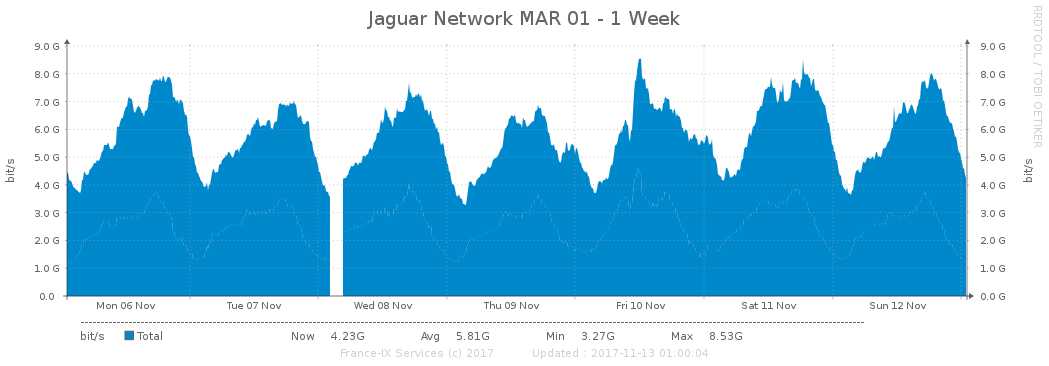 Jaguar Network MAR 01 - 1 Week
RRDTOOL / TOBI OETIKER
bit/s
9.0 G 9.0 G
8.0 G 8.0 G
7.0 G 7.0 G
6.0 G 6.0 G
5.0 G 5.0 G
4.0 G 4.0 G
3.0 G 3.0 G
2.0 G 2.0 G
1.0 G 1.0 G
0.0 0.0 G
bit/s
Mon 06 Nov Tue 07 Nov Wed 08 Nov Thu 09 Nov Fri 10 Nov Sat 11 Nov Sun 12 Nov
bit/s Total Now 4.23G Avg 5.81G Min 3.27G Max 8.53G
France-IX Services (c) 2017 Updated : 2017-11-13 01:00:04